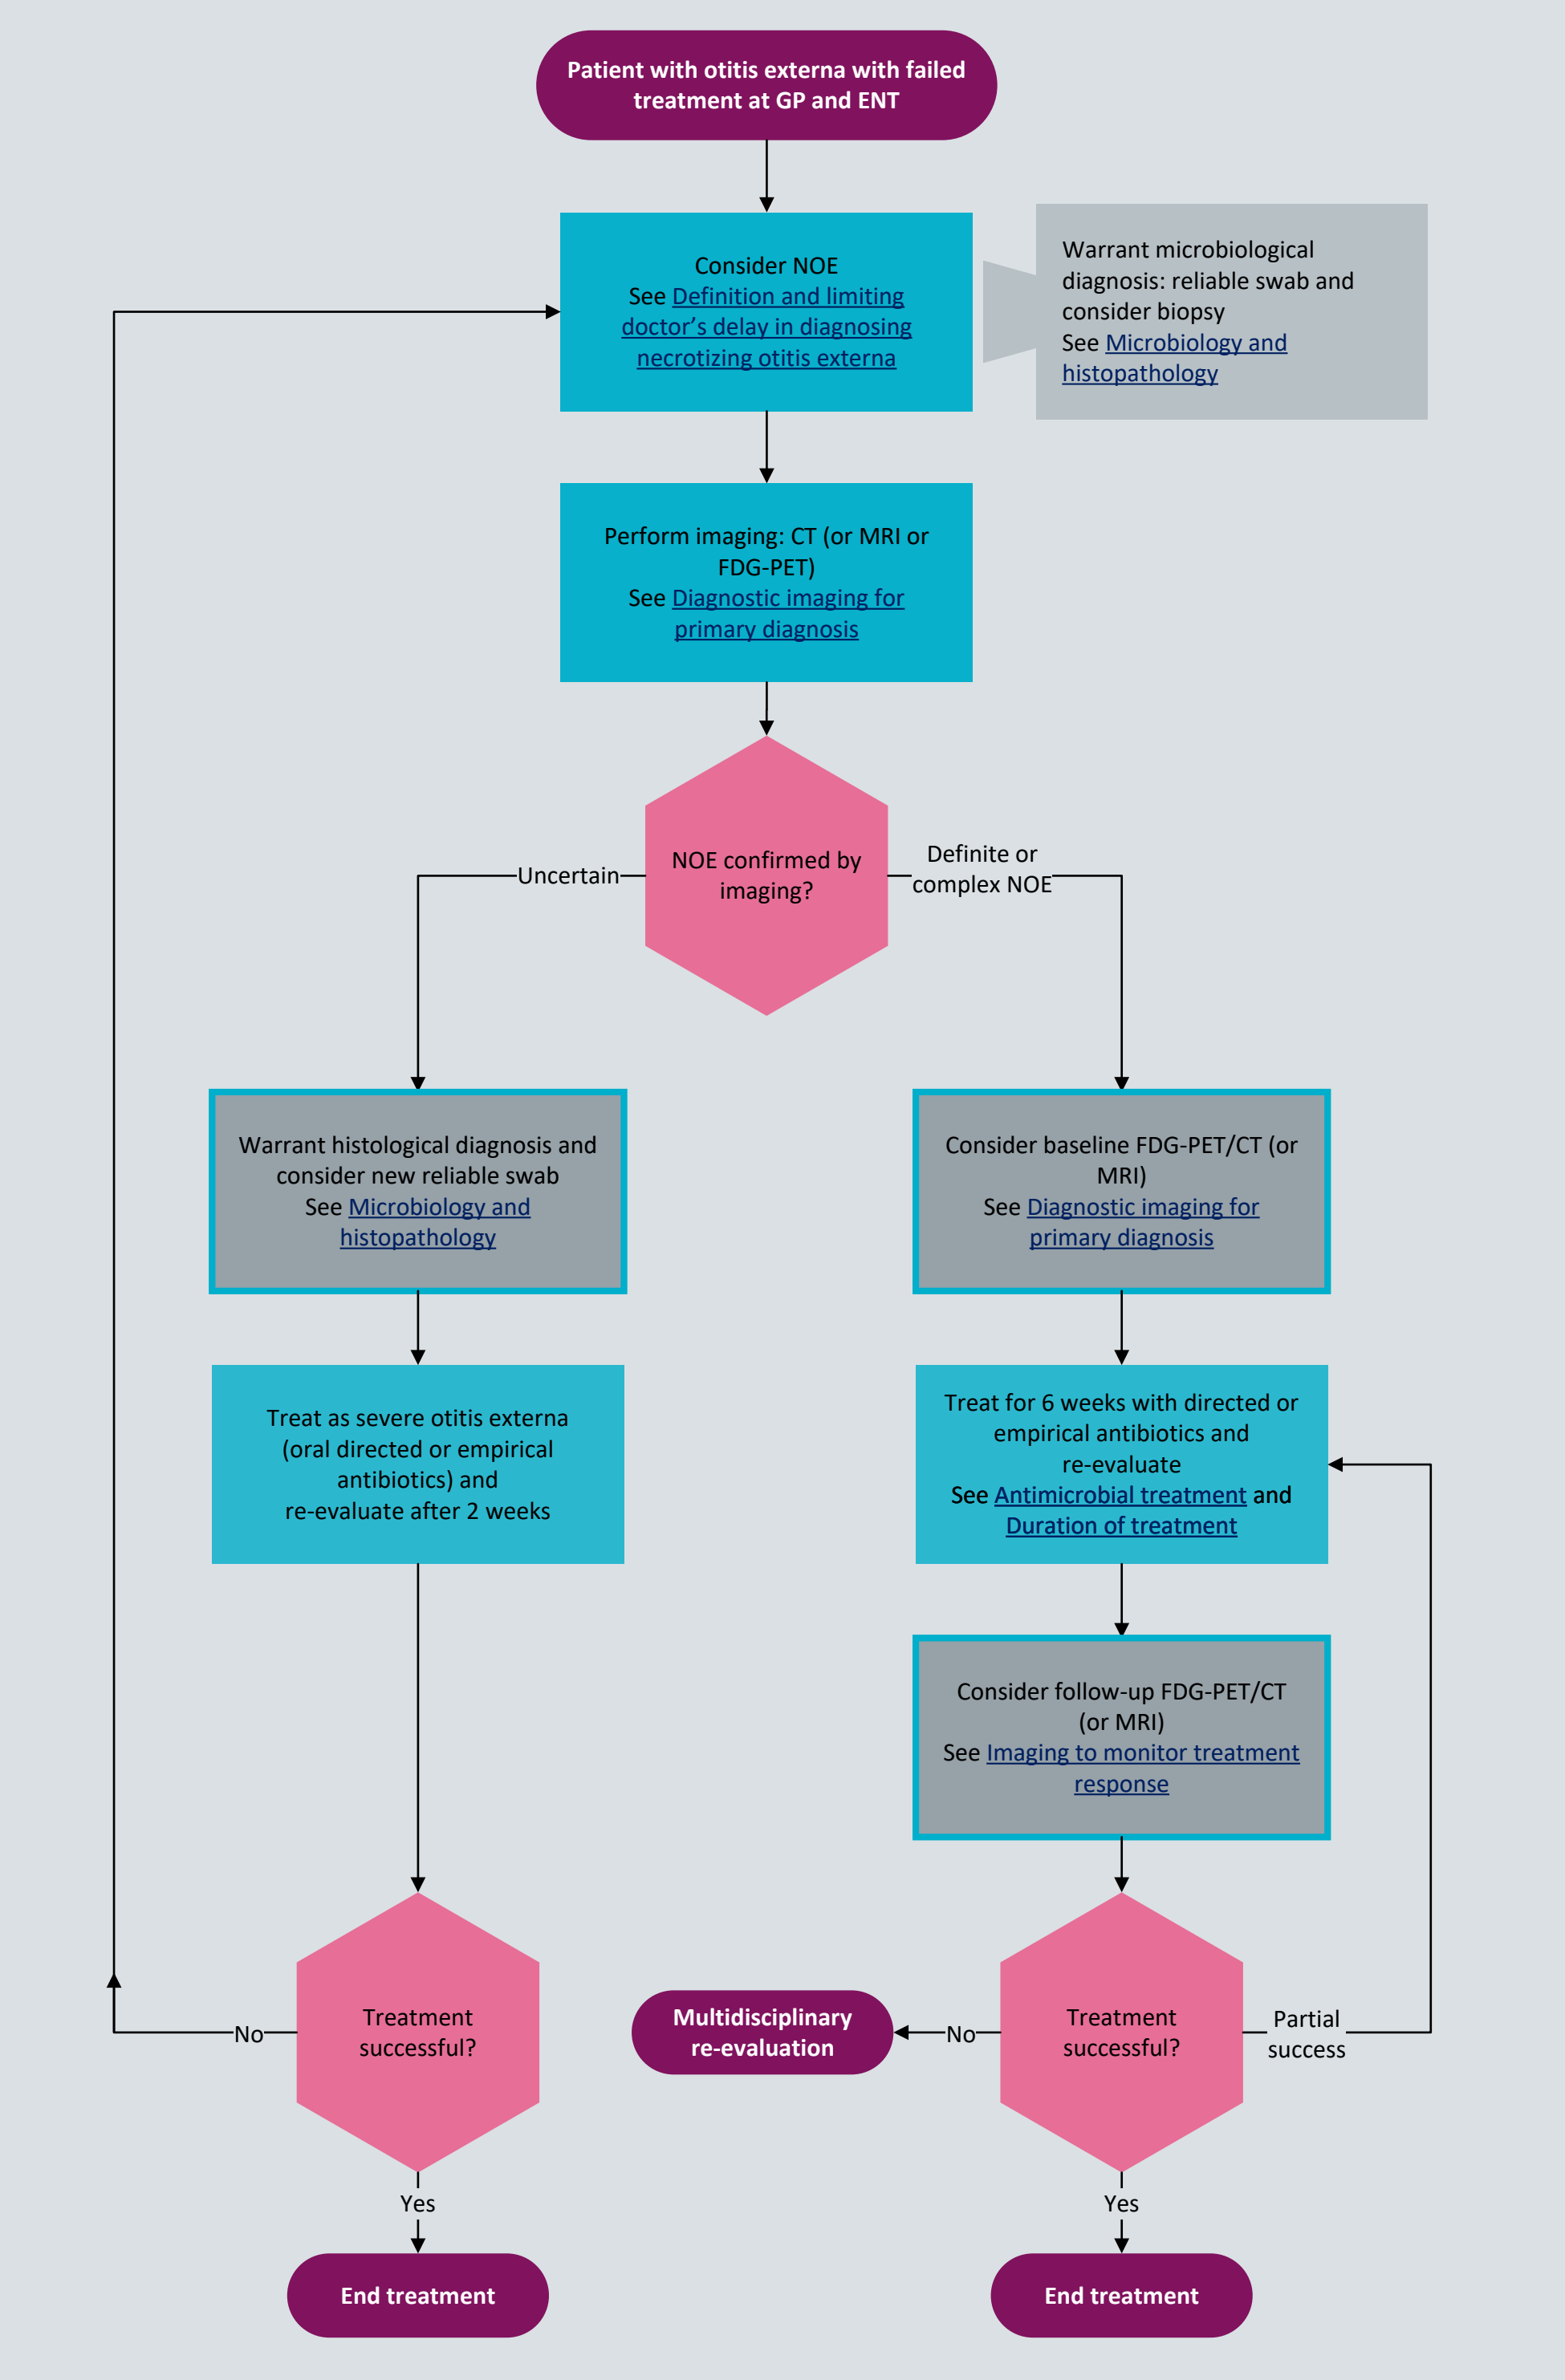 Patient with otitis externa with failed
treatment at GP and ENT
Consider NOE
See Definition and limiting
doctor’s delay in diagnosing
necrotizing otitis externa
Warrant microbiological
diagnosis: reliable swab and
consider biopsy
See Microbiology and
histopathology
Perform imaging: CT (or MRI or
FDG-PET)
See Diagnostic imaging for
primary diagnosis
NOE confirmed by
imaging?
Uncertain
Definite or
complex NOE
Warrant histological diagnosis and
consider new reliable swab
See Microbiology and
histopathology
Consider baseline FDG-PET/CT (or
MRI)
See Diagnostic imaging for
primary diagnosis
Treat as severe otitis externa
(oral directed or empirical
antibiotics) and
re-evaluate after 2 weeks
Treat for 6 weeks with directed or
empirical antibiotics and
re-evaluate
See Antimicrobial treatment and
Duration of treatment
Consider follow-up FDG-PET/CT
(or MRI)
See Imaging to monitor treatment
response
Treatment
successful?
No
Yes
End treatment
Multidisciplinary
re-evaluation
No
Treatment
successful?
Partial
success
Yes
End treatment